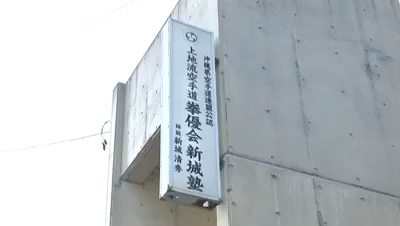 沖縄県空手道連盟公認
上地流空手道 拳優会新城塾
師範 新城清秀